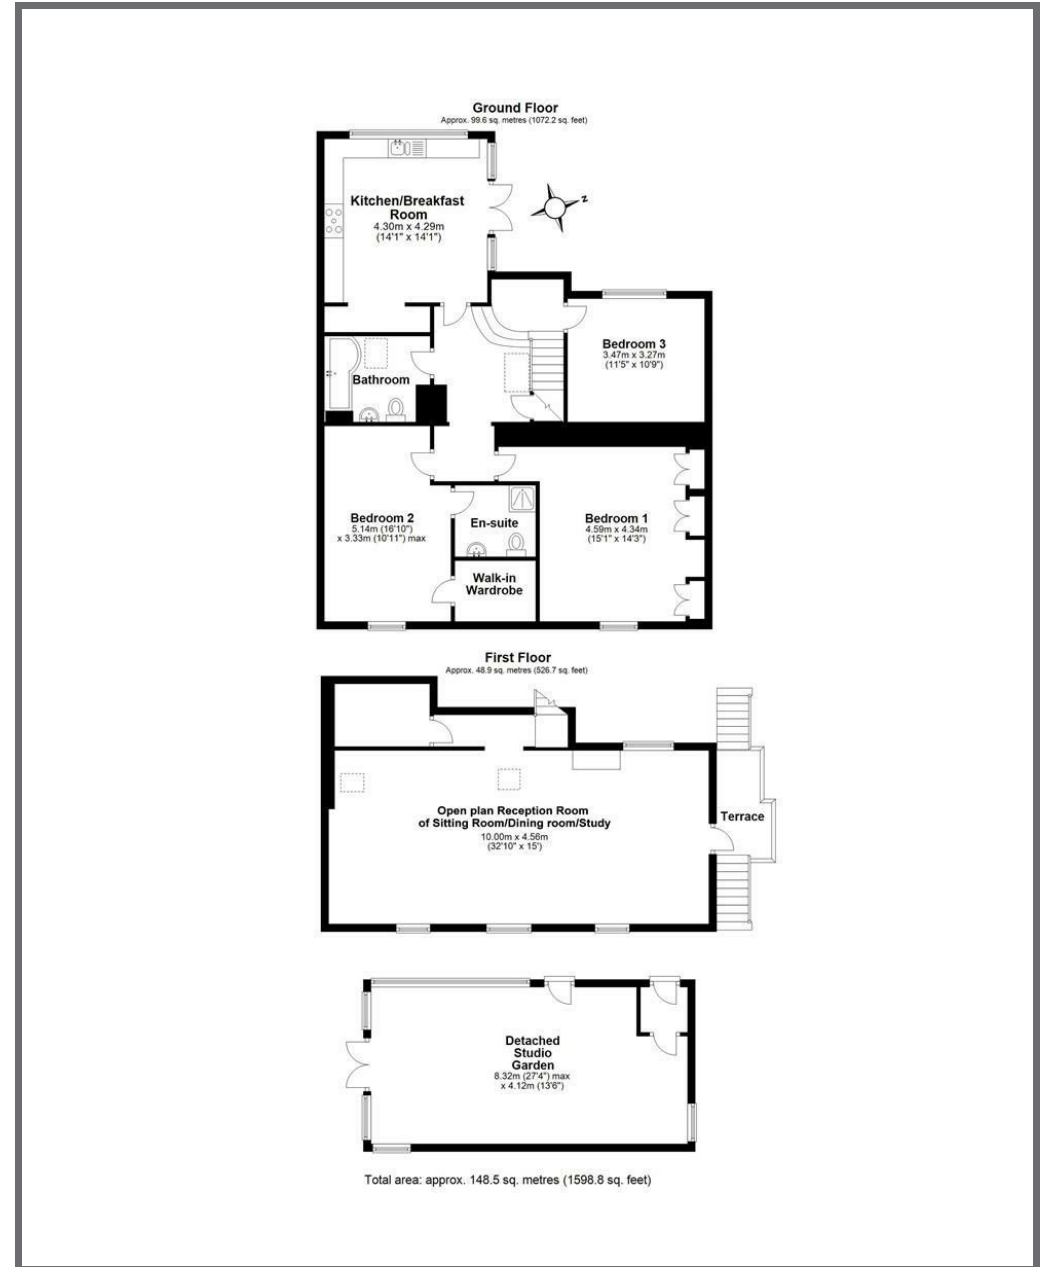 Ground Floor
Approx. 99.6 sq. metres (1072.2 sq. feet)
Kitchen/Breakfast
Room
4.30m x 4.29m
(14'1" x 14'1")
Z
Bedroom 3
3.47m x 3.27m
(11'5" x 10'9")
Bathroom
Bedroom 2
5.14m (16'10")
x 3.33m (10'11") max
En-suite
Bedroom 1
4.59m x 4.34m
(15'1" x 14'3")
Walk-in
Wardrobe
First Floor
Approx. 48.9 sq. metres (526.7 sq. feet)
Open plan Reception Room
of Sitting Room/Dining room/Study
10.00m x 4.56m
(32'10" x 15')
Terrace
Detached
Studio
Garden
8.32m (27'4") max
x 4.12m (13'6")
Total area: approx. 148.5 sq. metres (1598.8 sq. feet)